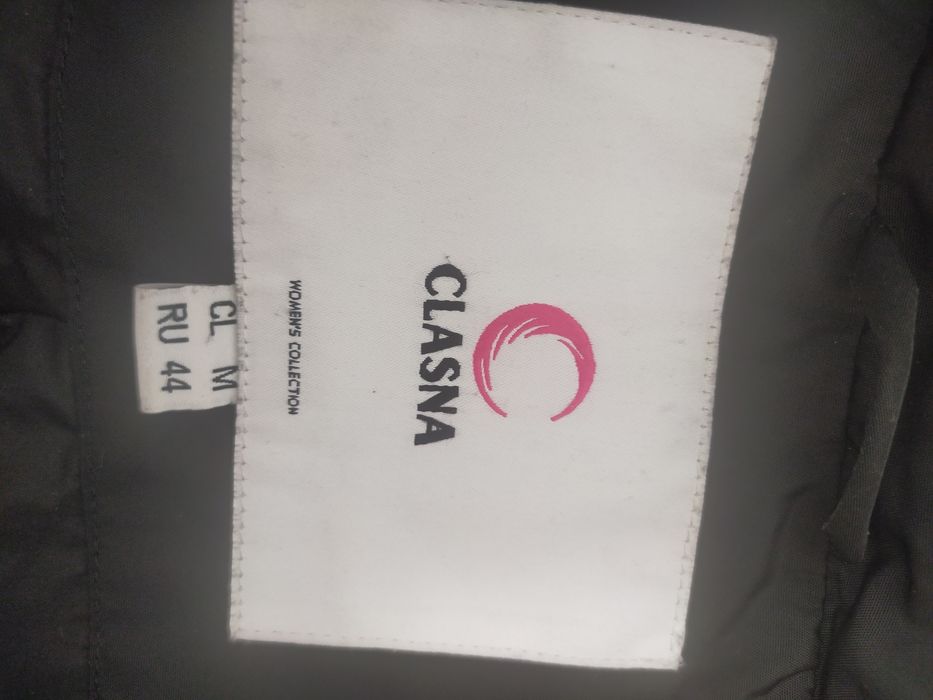 CLASNA
WOMEN'S COLLECTION
CL M
RU 44